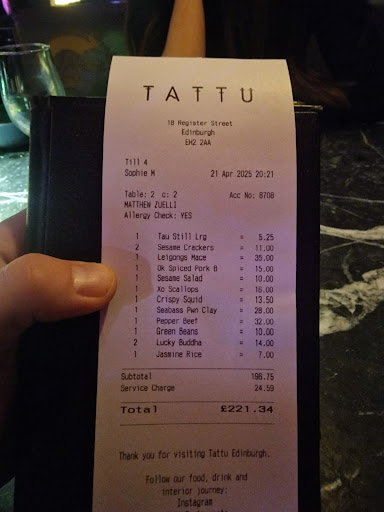 TATTU
18 Register Street
Edinburgh
EH2 2AA
Till 4
Sophie M 21 Apr 2025 20:21
Table: 2 c: 2 Acc No: 8708
MATTHEW ZUELLI
Allergy Check: YES
1 Tau Still Lrg = 5.25
2 Sesame Crackers = 11.00
1 Leigongs Mace = 35.00
1 Ok Spiced Pork B = 15.00
1 Sesame Salad = 10.00
1 Xo Scallops = 16.00
1 Crispy Squid = 13.50
1 Seabass Pwn Clay = 28.00
1 Pepper Beef = 32.00
1 Green Beans = 10.00
2 Lucky Buddha = 14.00
1 Jasmine Rice = 7.00
Subtotal 196.75
Service Charge 24.59
Total £221.34
Thank you for visiting Tattu Edinburgh.
Follow our food, drink and
interior journey:
Instagram